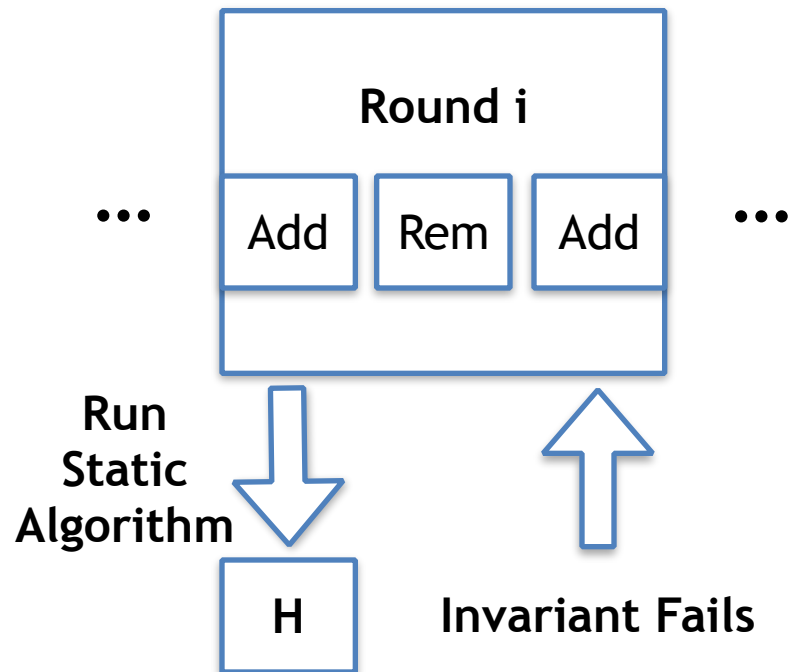 Round i
... Add Rem Add ...
Run
Static
Algorithm
H Invariant Fails